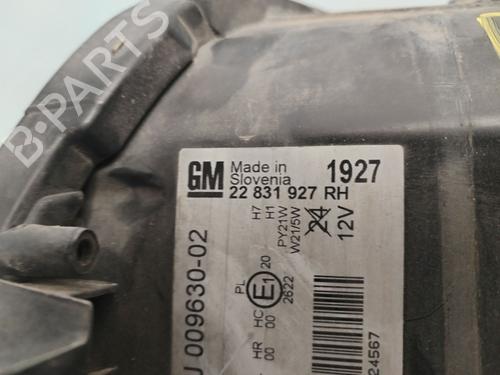 B-PARTS
GM Made in Slovenia 1927
22 831 927 RH
H7
H1
PY21W
W21/5W
24
12V
009630-02
PL
E1 20
2622
HC
HR 00
00
24567